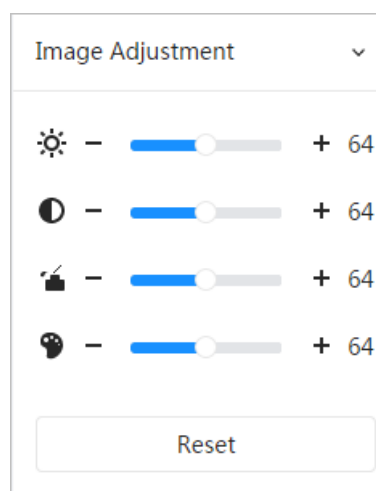 Image Adjustment
− + 64
− + 64
− + 64
− + 64
Reset